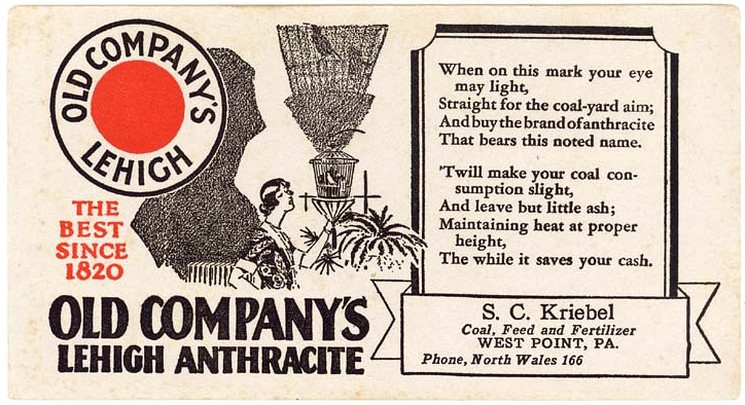 OLD COMPANY'S
LEHIGH
THE
BEST
SINCE
1820
OLD COMPANY'S
LEHIGH ANTHRACITE
When on this mark your eye
may light,
Straight for the coal-yard aim;
And buy the brand of anthracite
That bears this noted name.
'Twill make your coal con-
sumption slight,
And leave but little ash;
Maintaining heat at proper
height,
The while it saves your cash.
S. C. Kriebel
Coal, Feed and Fertilizer
WEST POINT, PA.
Phone, North Wales 166